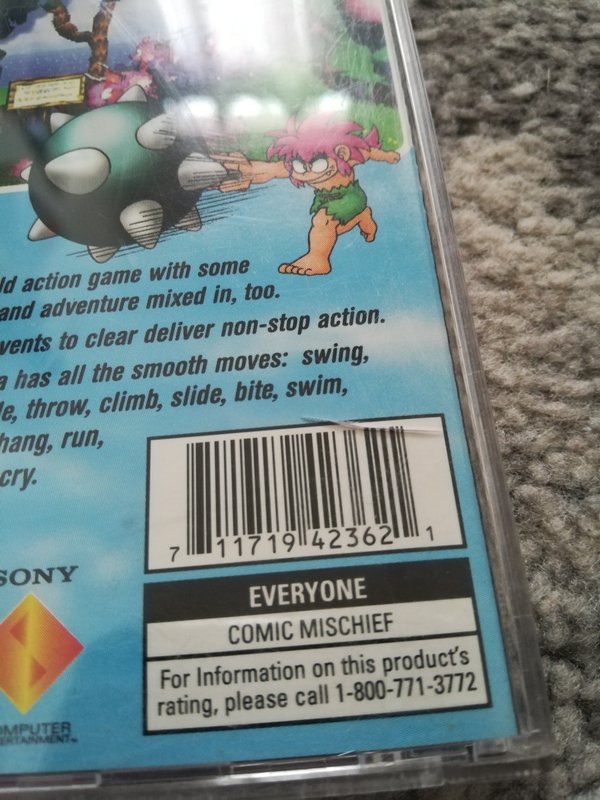 ld action game with some
and adventure mixed in, too.
vents to clear deliver non-stop action.
a has all the smooth moves: swing,
le, throw, climb, slide, bite, swim,
hang, run,
cry.
7 11719 42362 1
SONY
EVERYONE
COMIC MISCHIEF
For Information on this product's
rating, please call 1-800-771-3772
OMPUTER
ERTAINMENT